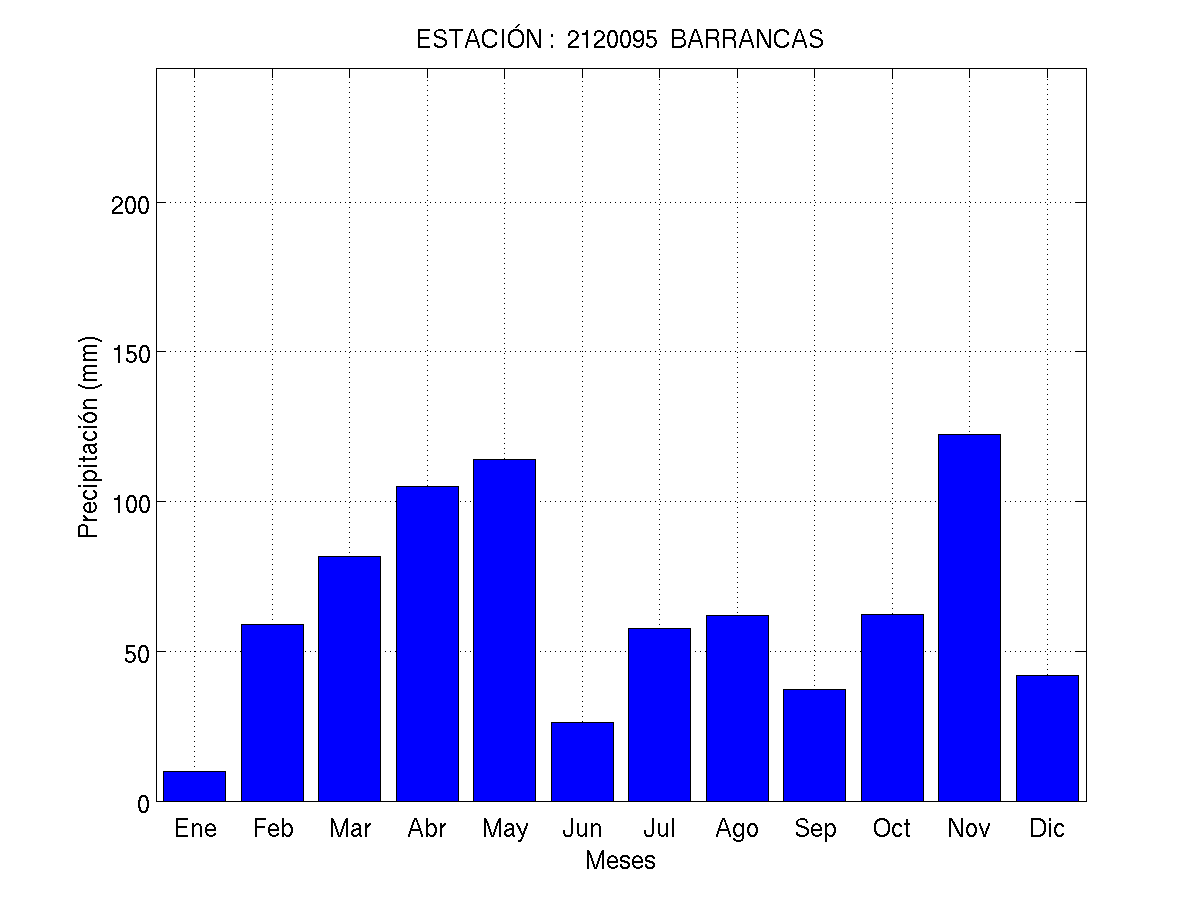 ESTACIÓN : 2120095 BARRANCAS
200
150
100
50
0
Precipitación (mm)
Ene Feb Mar Abr May Jun Jul Ago Sep Oct Nov Dic
Meses